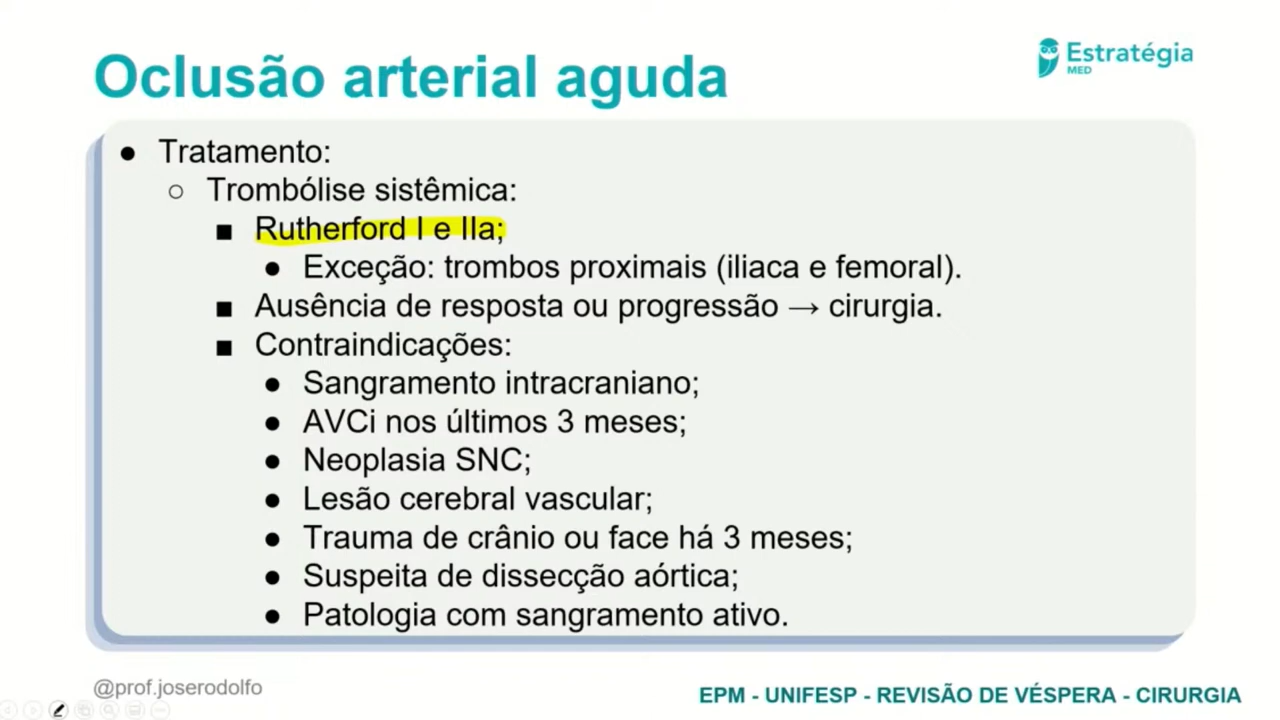 Oclusão arterial aguda
Estratégia
MED
● Tratamento:
○ Trombólise sistêmica:
■ Rutherford I e IIa;
● Exceção: trombos proximais (iliaca e femoral).
■ Ausência de resposta ou progressão → cirurgia.
■ Contraindicações:
● Sangramento intracraniano;
● AVCi nos últimos 3 meses;
● Neoplasia SNC;
● Lesão cerebral vascular;
● Trauma de crânio ou face há 3 meses;
● Suspeita de dissecção aórtica;
● Patologia com sangramento ativo.
@prof.joserodolfo
EPM - UNIFESP - REVISÃO DE VÉSPERA - CIRURGIA